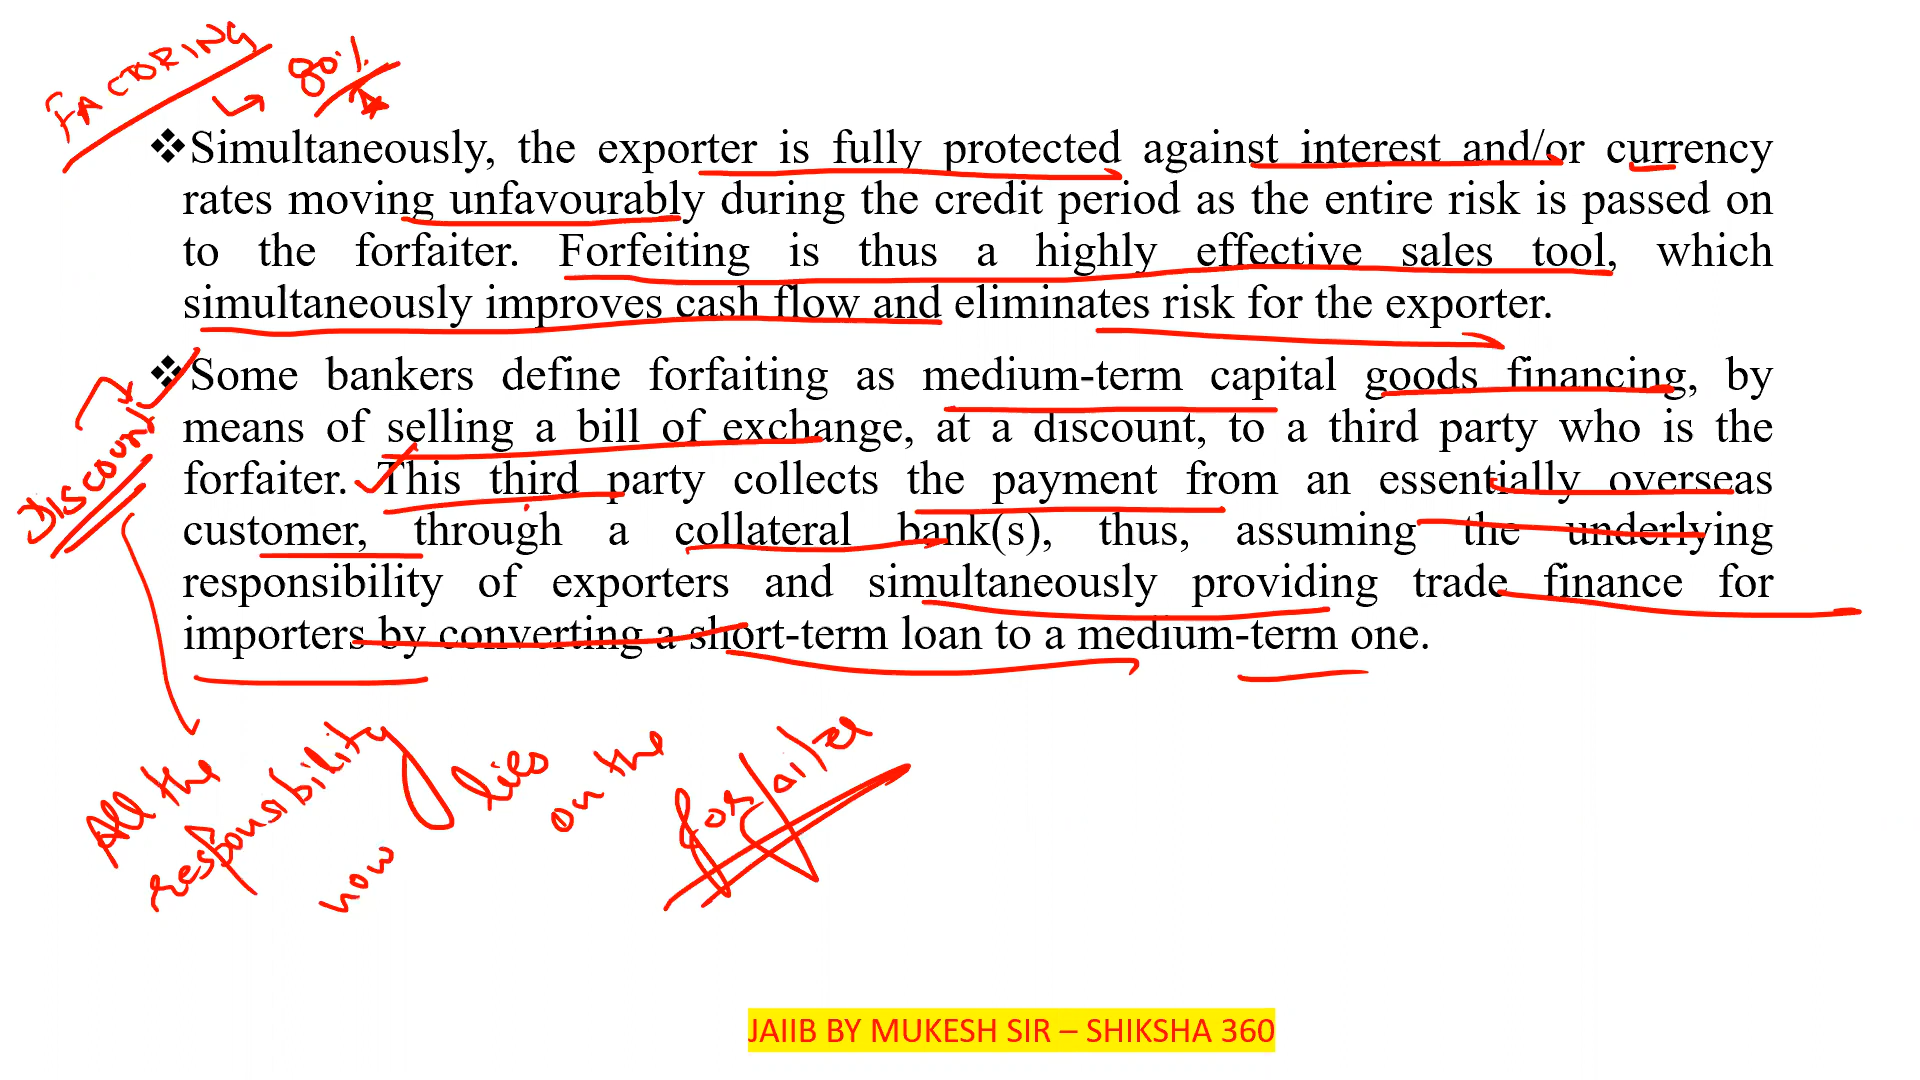 FACTORING
80%
❖Simultaneously, the exporter is fully protected against interest and/or currency
rates moving unfavourably during the credit period as the entire risk is passed on
to the forfaiter. Forfeiting is thus a highly effective sales tool, which
simultaneously improves cash flow and eliminates risk for the exporter.
❖Some bankers define forfaiting as medium-term capital goods financing, by
means of selling a bill of exchange, at a discount, to a third party who is the
forfaiter. This third party collects the payment from an essentially overseas
customer, through a collateral bank(s), thus, assuming the underlying
responsibility of exporters and simultaneously providing trade finance for
importers by converting a short-term loan to a medium-term one.
Discount
All the
responsibility
now lies
on the
forfaiter
JAIIB BY MUKESH SIR – SHIKSHA 360